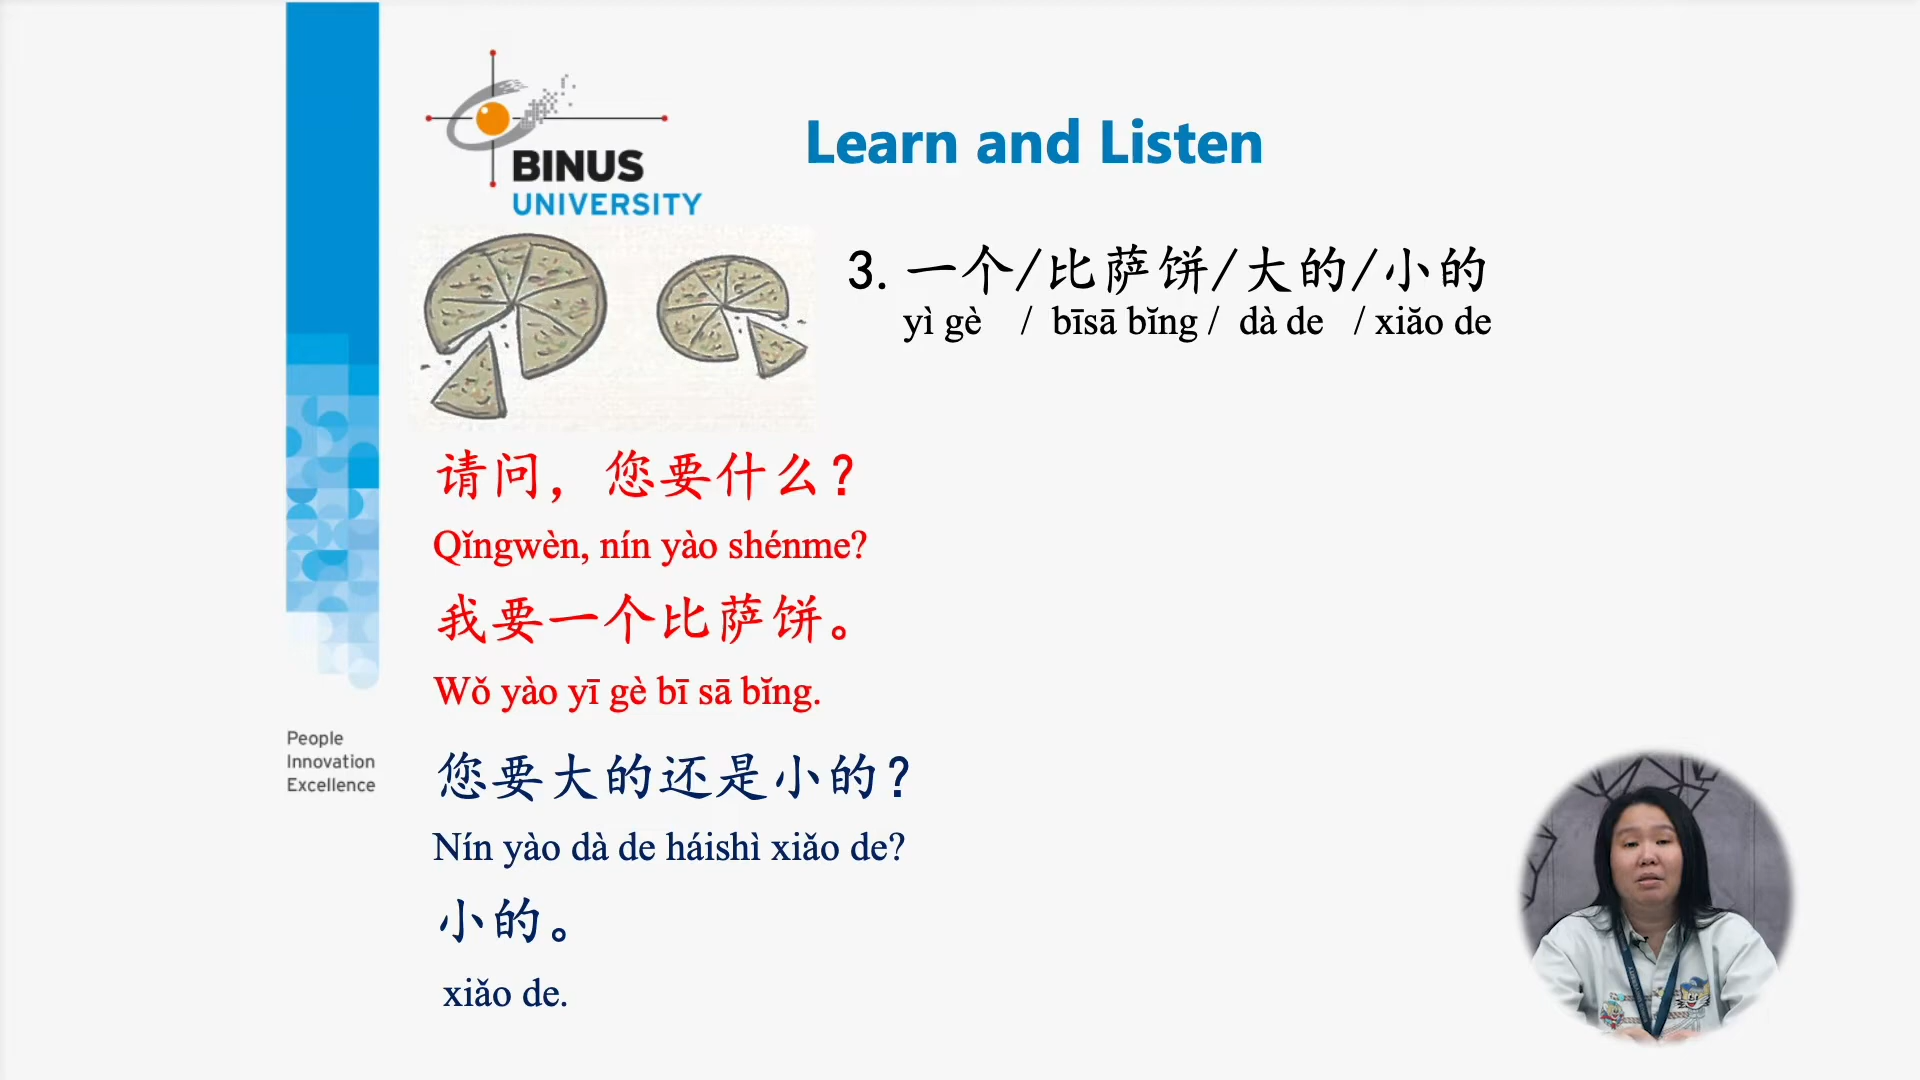 BINUS
UNIVERSITY
Learn and Listen
3. 一个/比萨饼/大的/小的
yì gè / bīsā bǐng / dà de / xiǎo de
请问，您要什么？
Qǐngwèn, nín yào shénme?
我要一个比萨饼。
Wǒ yào yī gè bī sā bǐng.
您要大的还是小的？
Nín yào dà de háishì xiǎo de?
小的。
xiǎo de.
People
Innovation
Excellence